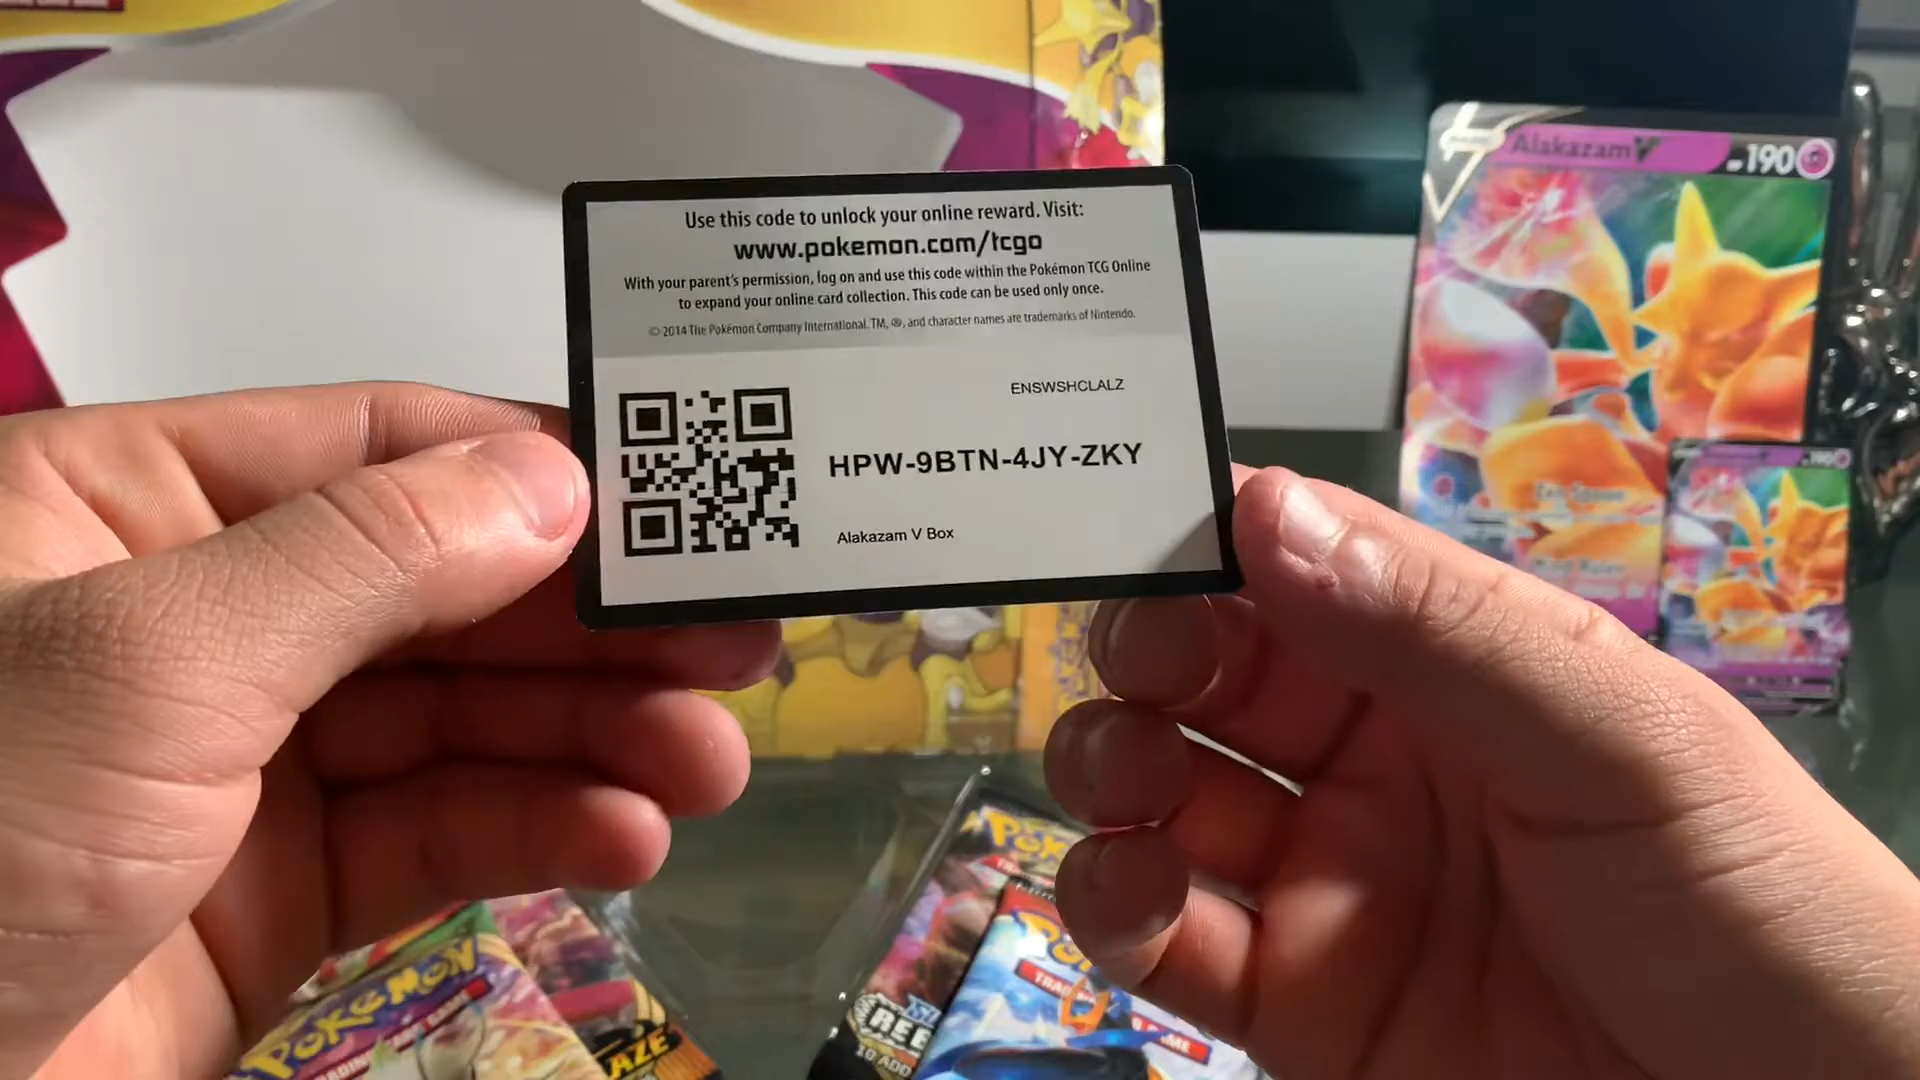 Use this code to unlock your online reward. Visit:
www.pokemon.com/tcgo
With your parent's permission, log on and use this code within the Pokémon TCG Online
to expand your online card collection. This code can be used only once.
© 2014 The Pokémon Company International. TM, ®, and character names are trademarks of Nintendo.
ENSWSHCLALZ
HPW-9BTN-4JY-ZKY
Alakazam V Box
Alakazam V
190
190
POKéMON